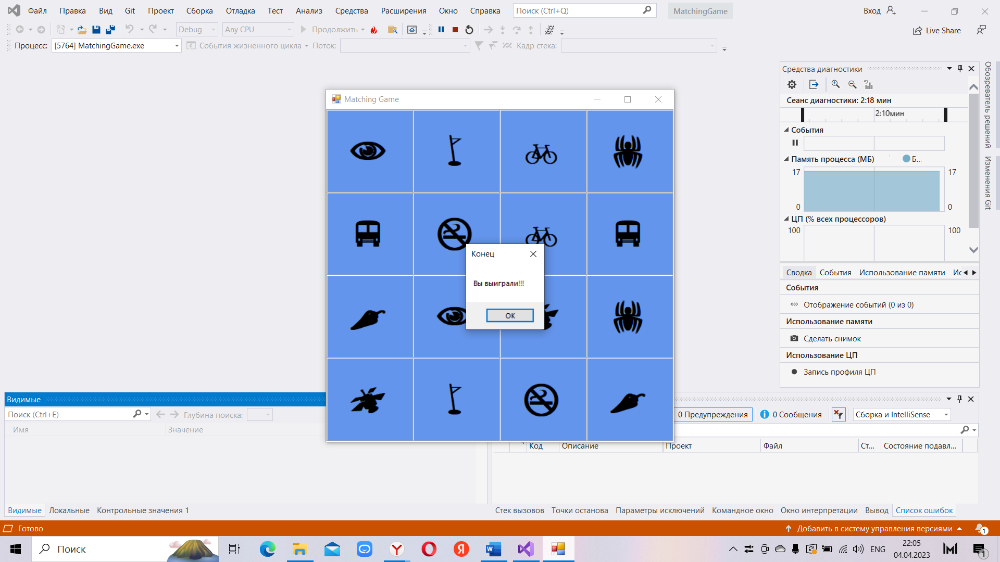 Файл Правка Вид Git Проект Сборка Отладка Тест Анализ Средства Расширения Окно Справка Поиск (Ctrl+Q) MatchingGame Вход
Debug Any CPU Продолжить Live Share
Процесс: [5764] MatchingGame.exe События жизненного цикла Поток: Кадр стека:
Средства диагностики
Сеанс диагностики: 2:18 мин
2:10мин
События
Память процесса (МБ) Б...
17 17
0 0
ЦП (% всех процессоров)
100 100
Сводка События Использование памяти Ис
События
Отображение событий (0 из 0)
Использование памяти
Сделать снимок
Использование ЦП
Запись профиля ЦП
Обозреватель решений
Изменения Git
Matching Game
Конец
Вы выиграли!!!
OK
Видимые
Поиск (Ctrl+E) Глубина поиска:
Имя Значение
0 Предупреждения 0 Сообщения Сборка и IntelliSense
Код Описание Проект Файл Ст... Состояние подавл...
Видимые Локальные Контрольные значения 1
Стек вызовов Точки останова Параметры исключений Командное окно Окно интерпретации Вывод Список ошибок
Готово Добавить в систему управления версиями 1
Поиск ENG 22:05
04.04.2023 1